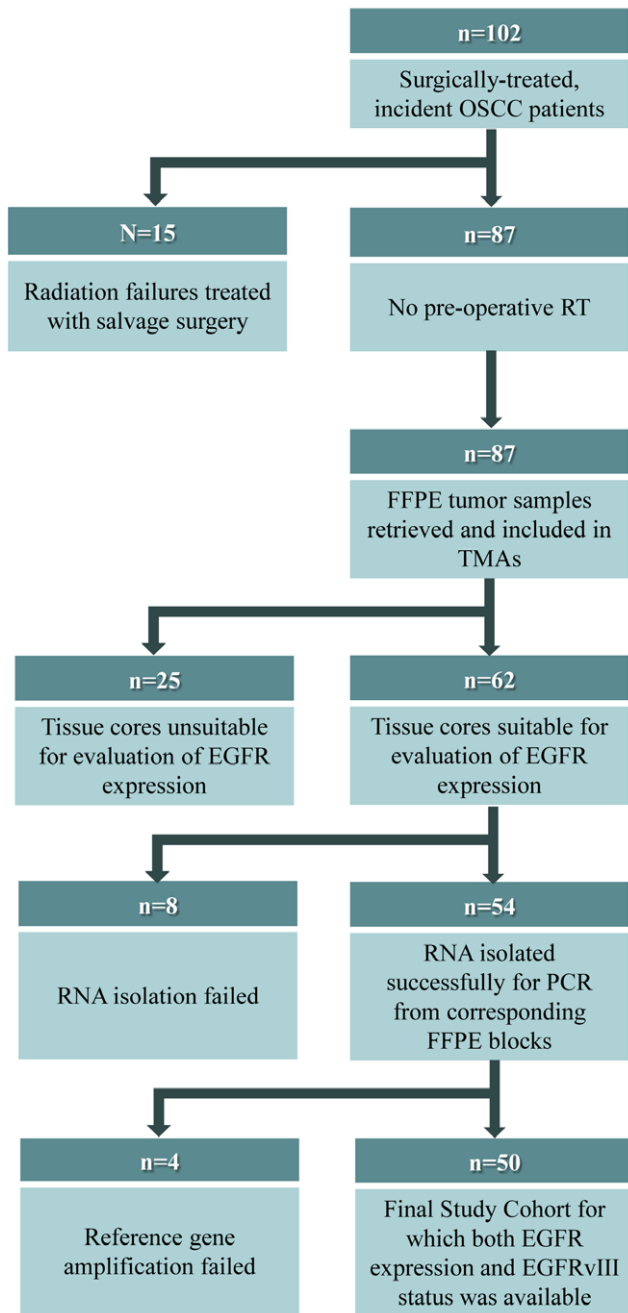 n=102
Surgically-treated,
incident OSCC patients
N=15
Radiation failures treated
with salvage surgery
n=87
No pre-operative RT
n=87
FFPE tumor samples
retrieved and included in
TMAs
n=25
Tissue cores unsuitable
for evaluation of EGFR
expression
n=62
Tissue cores suitable for
evaluation of EGFR
expression
n=8
RNA isolation failed
n=54
RNA isolated
successfully for PCR
from corresponding
FFPE blocks
n=4
Reference gene
amplification failed
n=50
Final Study Cohort for
which both EGFR
expression and EGFRvIII
status was available